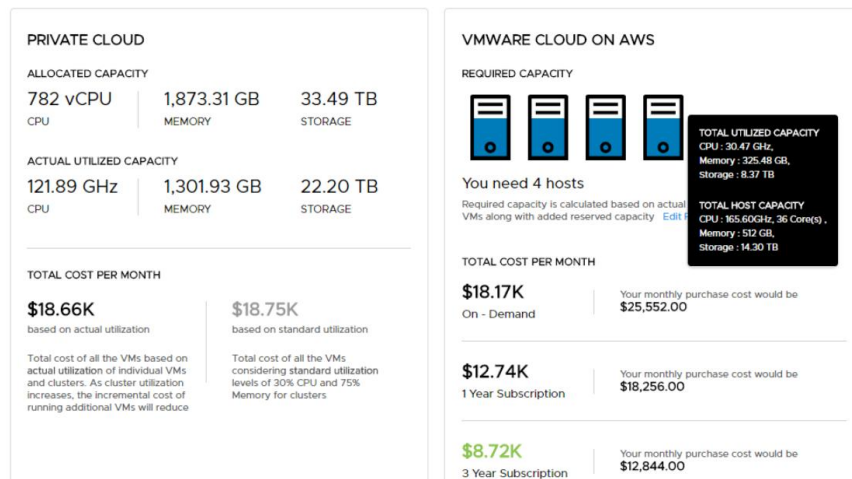 PRIVATE CLOUD
ALLOCATED CAPACITY
782 vCPU
CPU
1,873.31 GB
MEMORY
33.49 TB
STORAGE
ACTUAL UTILIZED CAPACITY
121.89 GHz
CPU
1,301.93 GB
MEMORY
22.20 TB
STORAGE
TOTAL COST PER MONTH
$18.66K
based on actual utilization
Total cost of all the VMs based on
actual utilization of individual VMs
and clusters. As cluster utilization
increases, the incremental cost of
running additional VMs will reduce
$18.75K
based on standard utilization
Total cost of all the VMs
considering standard utilization
levels of 30% CPU and 75%
Memory for clusters
VMWARE CLOUD ON AWS
REQUIRED CAPACITY
You need 4 hosts
Required capacity is calculated based on actual
VMs along with added reserved capacity Edit
TOTAL UTILIZED CAPACITY
CPU : 30.47 GHz,
Memory : 325.48 GB,
Storage : 8.37 TB
TOTAL HOST CAPACITY
CPU : 165.60GHz, 36 Core(s) ,
Memory : 512 GB,
Storage : 14.30 TB
TOTAL COST PER MONTH
$18.17K
On - Demand
Your monthly purchase cost would be
$25,552.00
$12.74K
1 Year Subscription
Your monthly purchase cost would be
$18,256.00
$8.72K
3 Year Subscription
Your monthly purchase cost would be
$12,844.00